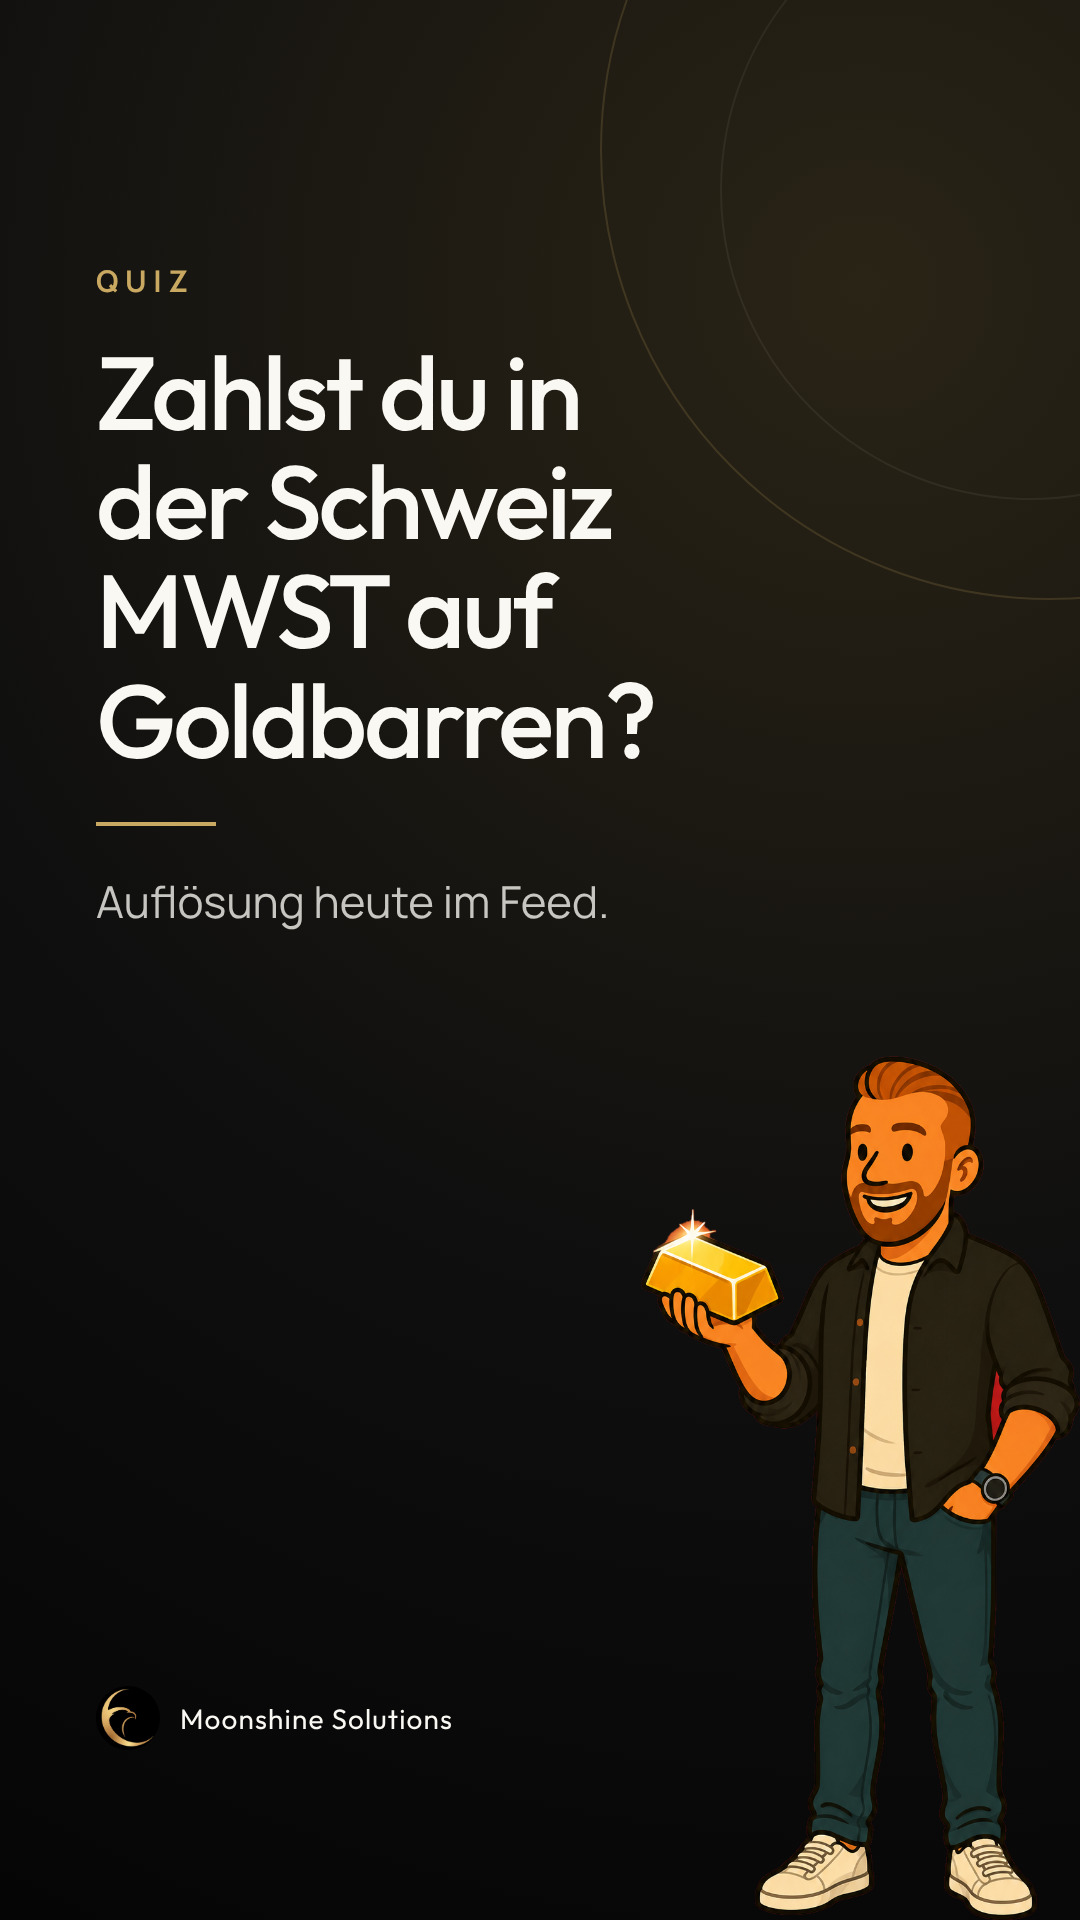 QUIZ
Zahlst du in
der Schweiz
MWST auf
Goldbarren?
Auflösung heute im Feed.
Moonshine Solutions